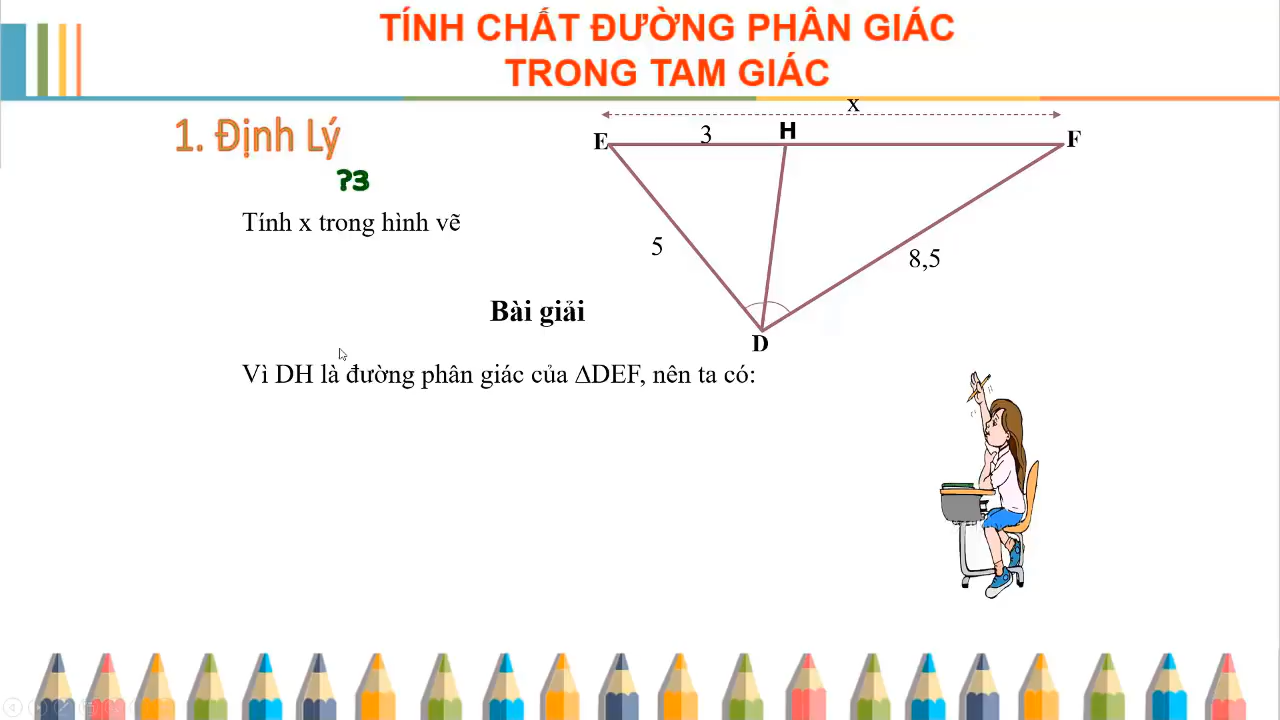 TÍNH CHẤT ĐƯỜNG PHÂN GIÁC
TRONG TAM GIÁC
1. Định Lý
?3
Tính x trong hình vẽ
x
E
3
H
F
5
8,5
D
Bài giải
Vì DH là đường phân giác của ΔDEF, nên ta có: